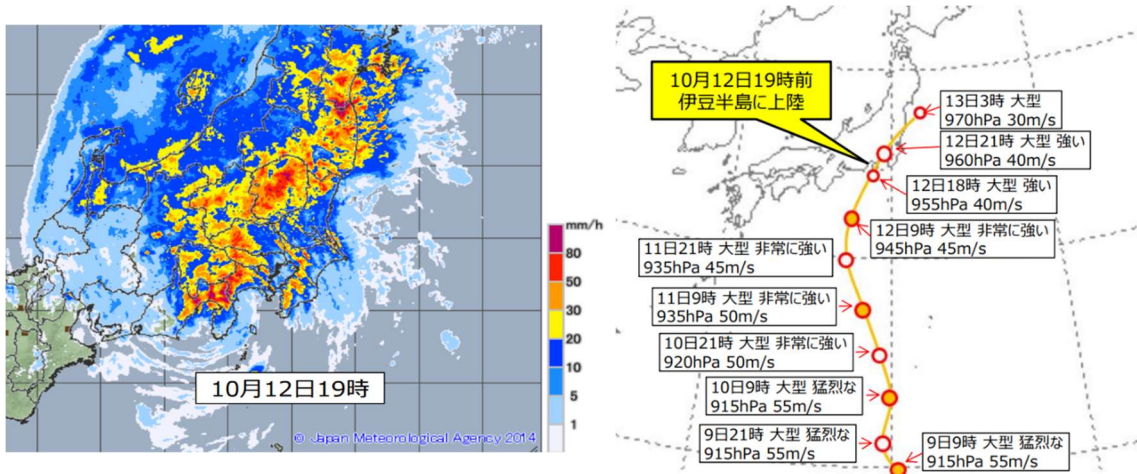 mm/h
80
50
30
20
10
5
1
10月12日19時
© Japan Meteorological Agency 2014
10月12日19時前
伊豆半島に上陸
13日3時 大型
970hPa 30m/s
12日21時 大型 強い
960hPa 40m/s
12日18時 大型 強い
955hPa 40m/s
12日9時 大型 非常に強い
945hPa 45m/s
11日21時 大型 非常に強い
935hPa 45m/s
11日9時 大型 非常に強い
935hPa 50m/s
10日21時 大型 非常に強い
920hPa 50m/s
10日9時 大型 猛烈な
915hPa 55m/s
9日21時 大型 猛烈な
915hPa 55m/s
9日9時 大型 猛烈な
915hPa 55m/s